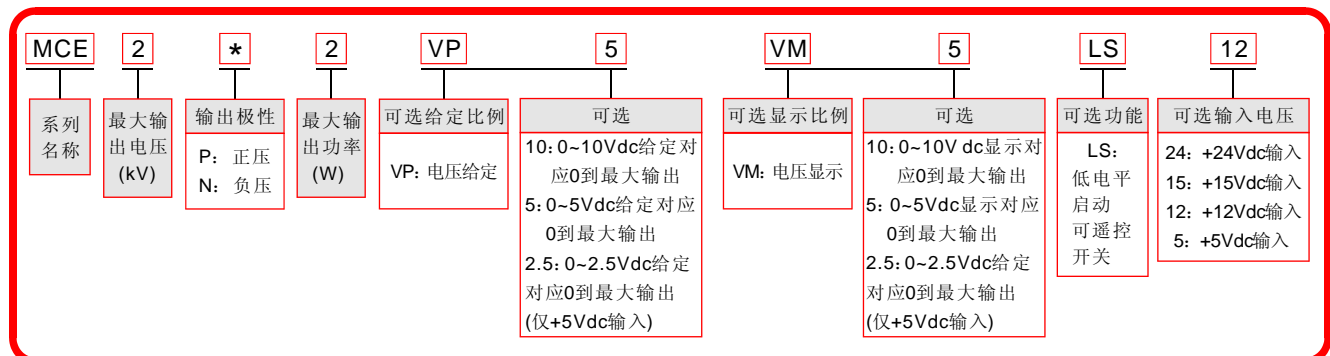 MCE 2 * 2 VP 5 VM 5 LS 12
系列
名称
最大输
出电压
(kV)
输出极性
P：正压
N：负压
最大输
出功率
(W)
可选给定比例
VP：电压给定
可选
10：0~10Vdc给定对
应0到最大输出
5：0~5Vdc给定对应
0到最大输出
2.5：0~2.5Vdc给定
对应0到最大输出
(仅+5Vdc输入)
可选显示比例
VM：电压显示
可选
10：0~10V dc显示对
应0到最大输出
5：0~5Vdc显示对应
0到最大输出
2.5：0~2.5Vdc给定
对应0到最大输出
(仅+5Vdc输入)
可选功能
LS：
低电平
启动
可遥控
开关
可选输入电压
24：+24Vdc输入
15：+15Vdc输入
12：+12Vdc输入
5：+5Vdc输入